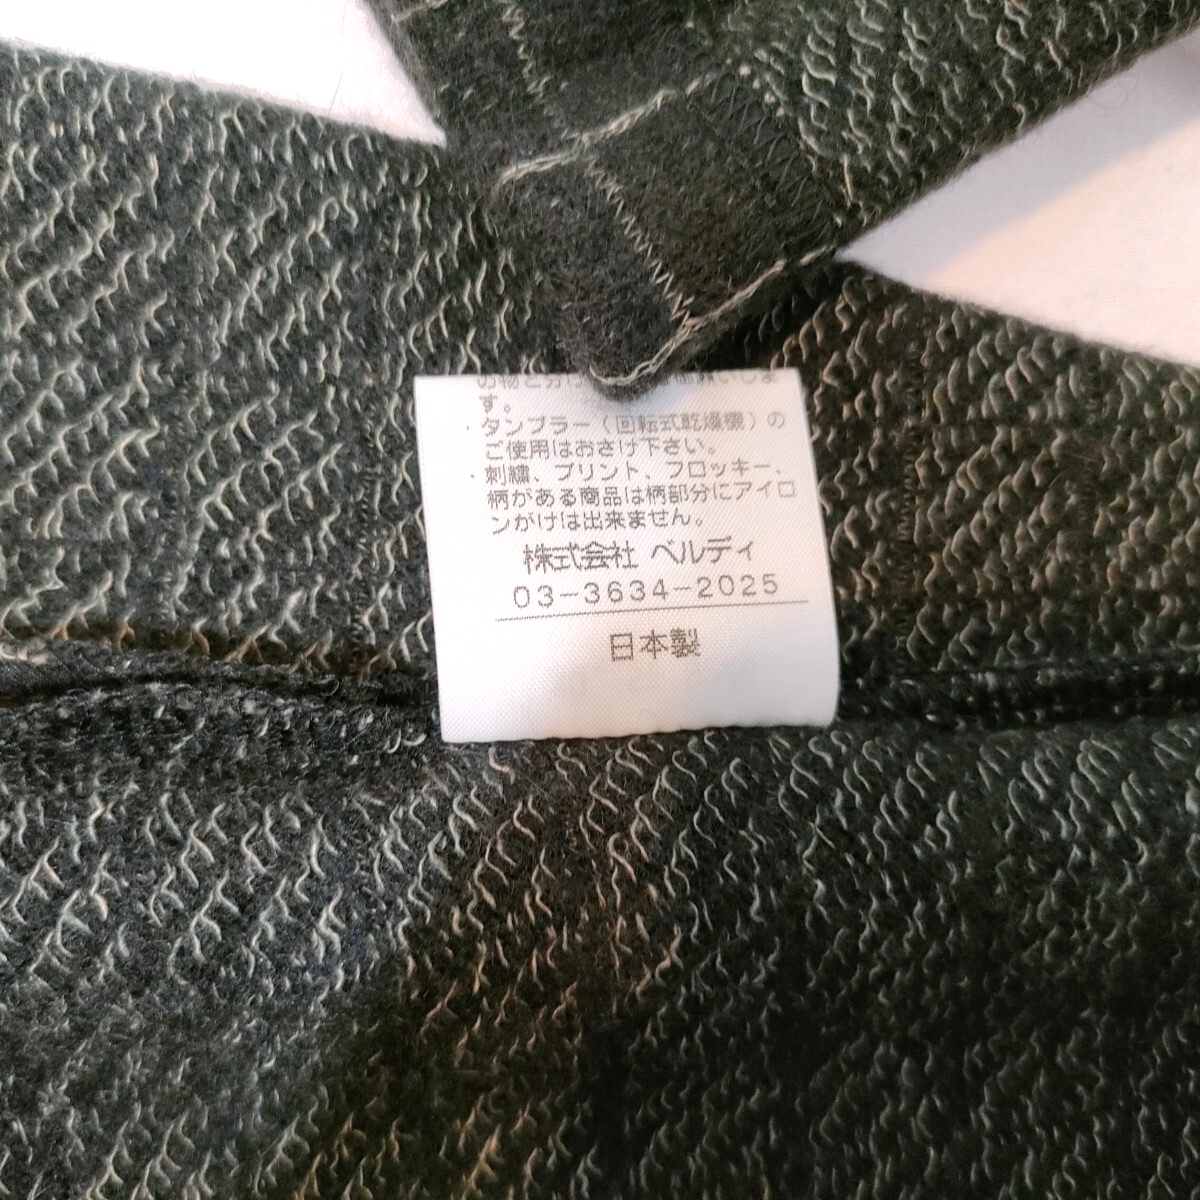 す。
・タンブラー（回転式乾燥機）の
ご使用はおさけ下さい。
・刺繍、プリント、フロッキー、
柄がある商品は柄部分にアイロ
ンがけは出来ません。
株式会社 ベルディ
03-3634-2025
日本製